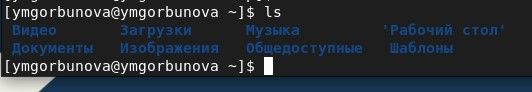 [ymgorbunova@ymgorbunova ~]$ ls
Видео Загрузки Музыка 'Рабочий стол'
Документы Изображения Общедоступные Шаблоны
[ymgorbunova@ymgorbunova ~]$